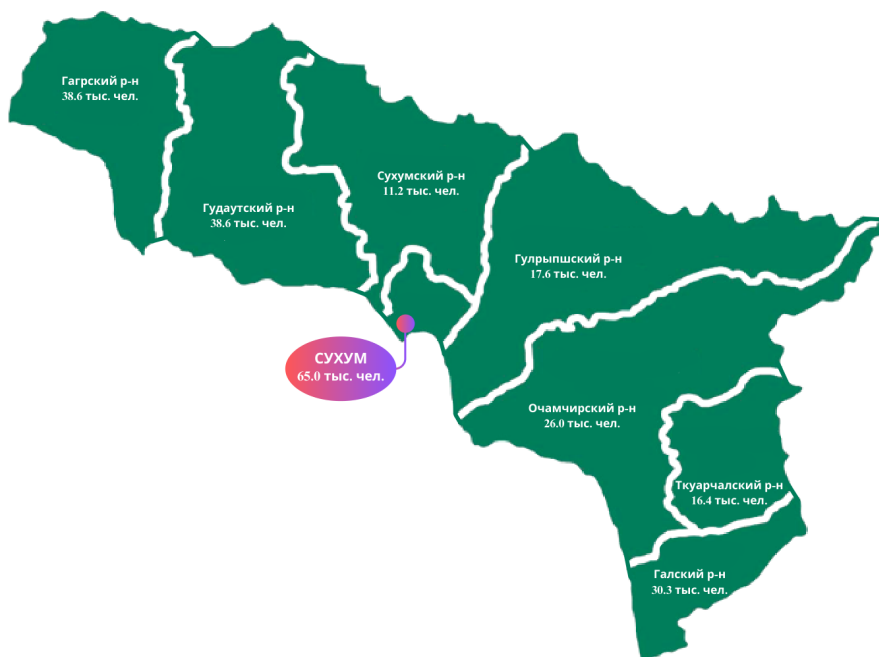 Гагрский р-н
38.6 тыс. чел.
Гудаутский р-н
38.6 тыс. чел.
Сухумский р-н
11.2 тыс. чел.
Гулрыпшский р-н
17.6 тыс. чел.
СУХУМ
65.0 тыс. чел.
Очамчирский р-н
26.0 тыс. чел.
Ткуарчалский р-н
16.4 тыс. чел.
Галский р-н
30.3 тыс. чел.